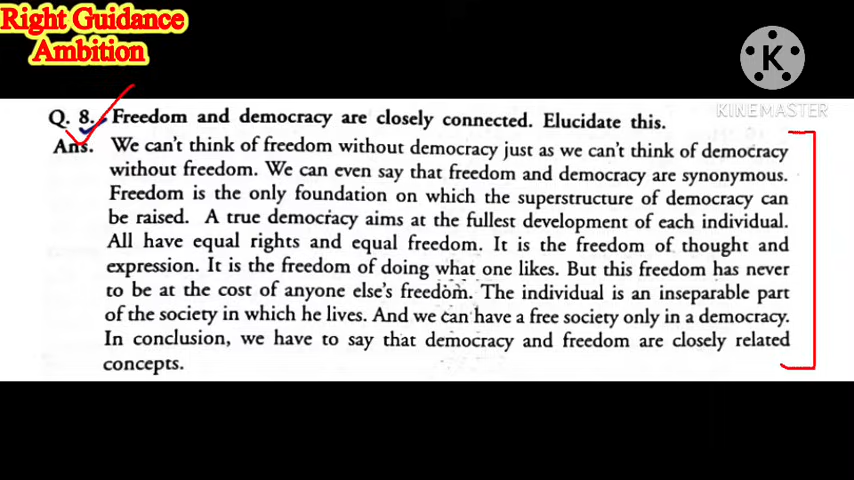 Right Guidance
Ambition
K
KINEMASTER
Q. 8. Freedom and democracy are closely connected. Elucidate this.
Ans. We can't think of freedom without democracy just as we can't think of democracy
without freedom. We can even say that freedom and democracy are synonymous.
Freedom is the only foundation on which the superstructure of democracy can
be raised. A true democracy aims at the fullest development of each individual.
All have equal rights and equal freedom. It is the freedom of thought and
expression. It is the freedom of doing what one likes. But this freedom has never
to be at the cost of anyone else's freedom. The individual is an inseparable part
of the society in which he lives. And we can have a free society only in a democracy.
In conclusion, we have to say that democracy and freedom are closely related
concepts.